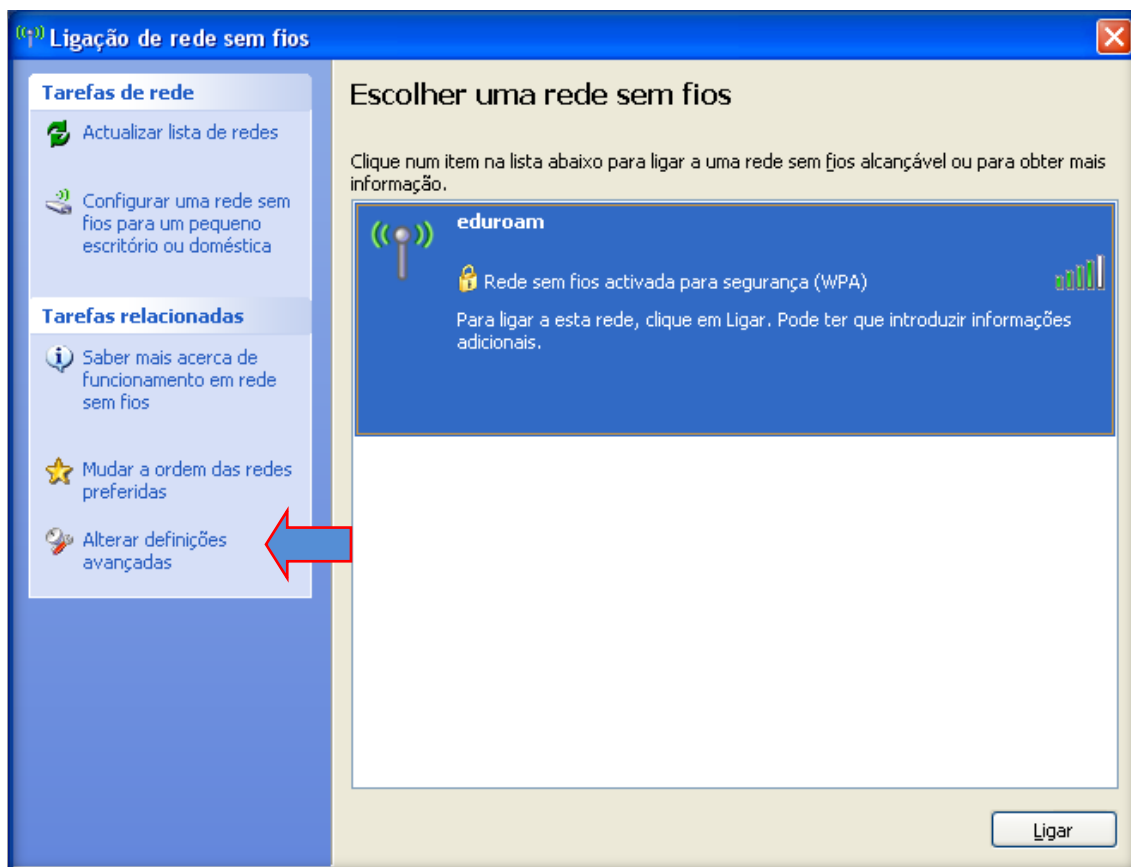 Ligação de rede sem fios
Tarefas de rede
Actualizar lista de redes
Configurar uma rede sem
fios para um pequeno
escritório ou doméstica
Tarefas relacionadas
Saber mais acerca de
funcionamento em rede
sem fios
Mudar a ordem das redes
preferidas
Alterar definições
avançadas
Escolher uma rede sem fios
Clique num item na lista abaixo para ligar a uma rede sem fios alcançável ou para obter mais
informação.
eduroam
Rede sem fios activada para segurança (WPA)
Para ligar a esta rede, clique em Ligar. Pode ter que introduzir informações
adicionais.
Ligar